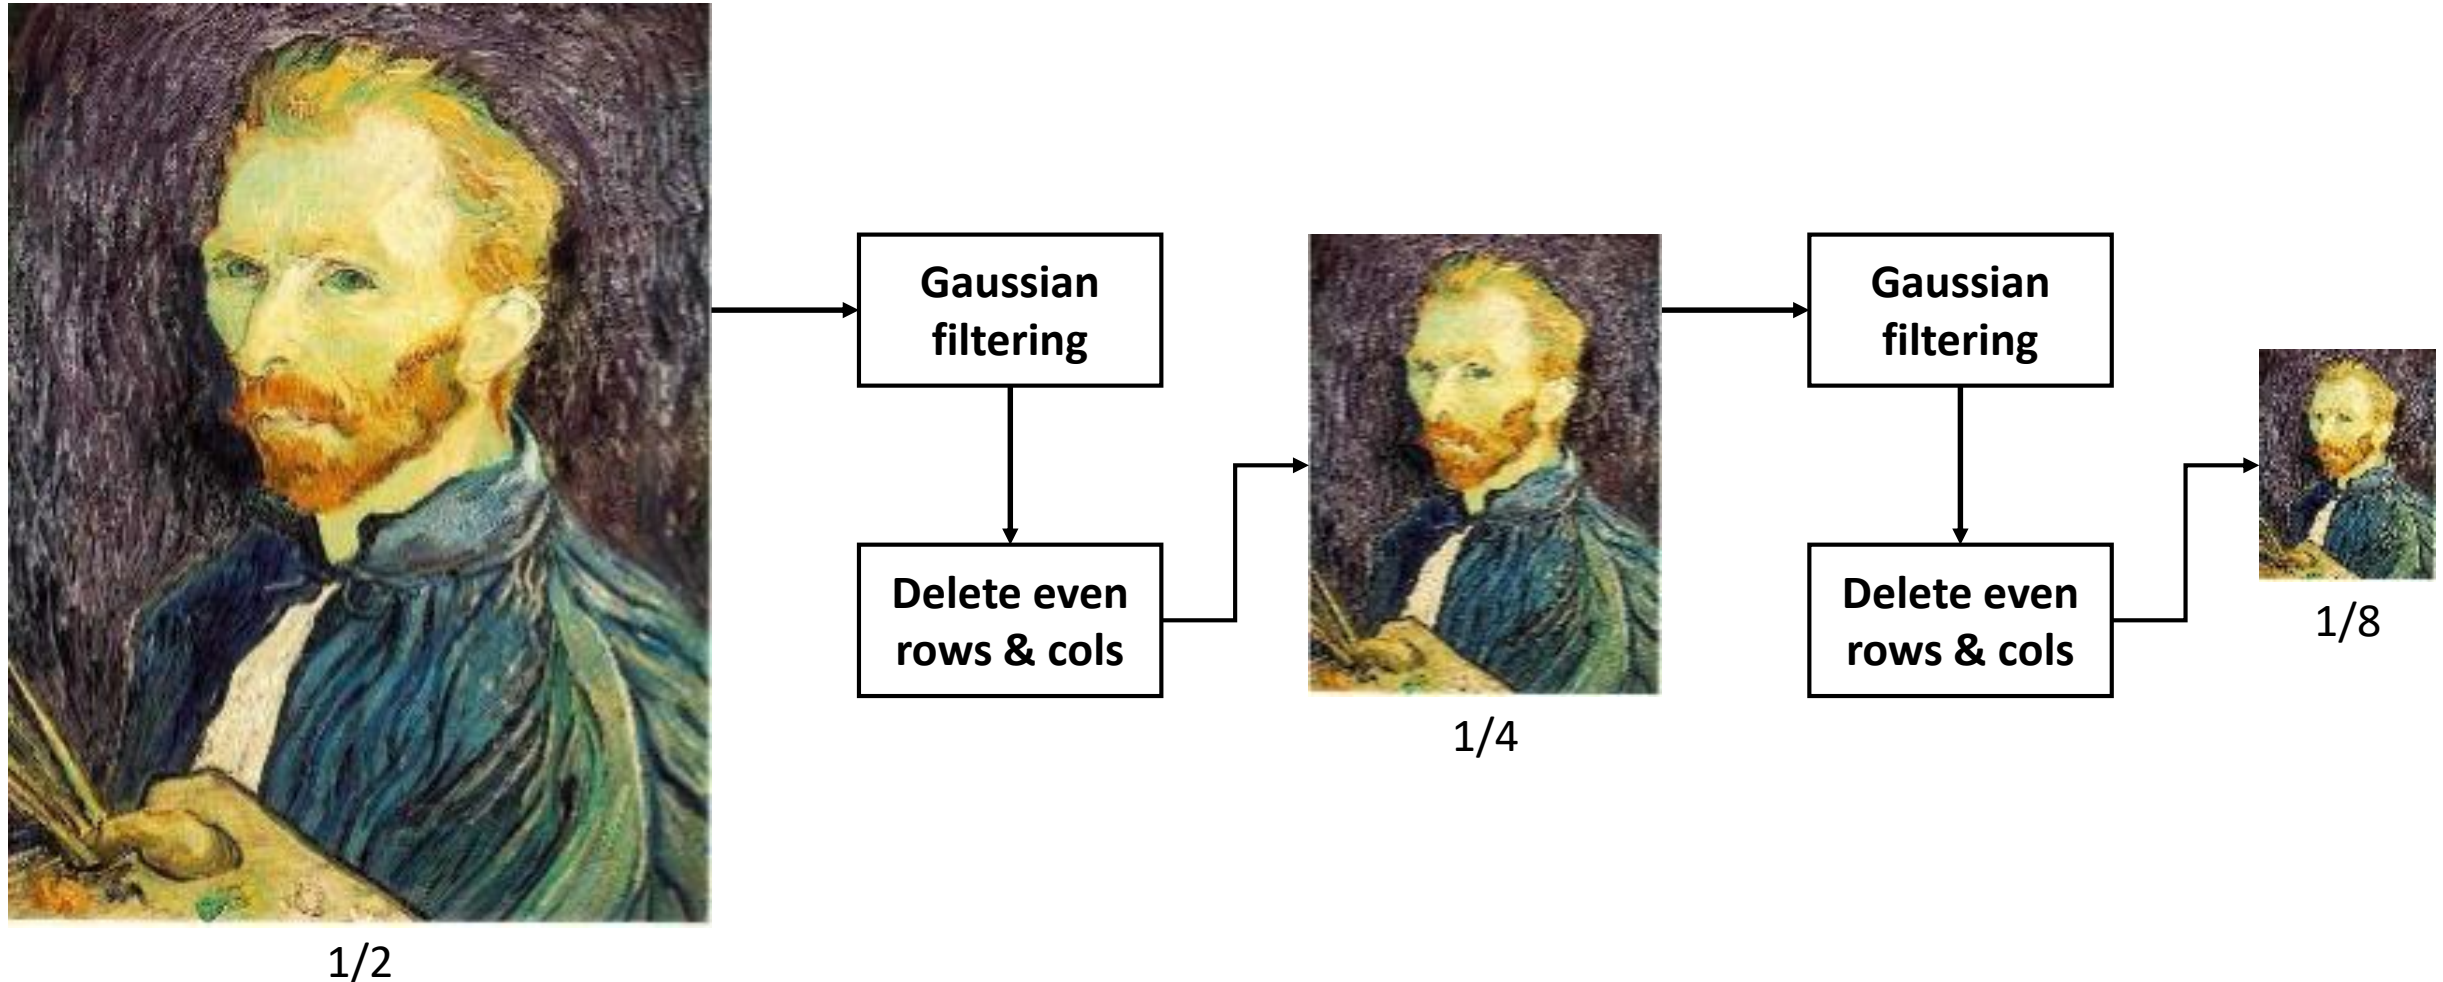 Gaussian
filtering
Delete even
rows & cols
Gaussian
filtering
Delete even
rows & cols
1/2
1/4
1/8